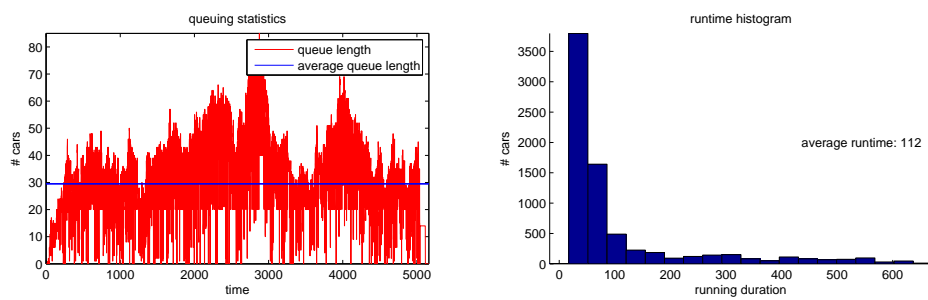 queuing statistics
# cars
80
70
60
50
40
30
20
10
0
0 1000 2000 3000 4000 5000
time
queue length
average queue length
runtime histogram
# cars
3500
3000
2500
2000
1500
1000
500
0
0 100 200 300 400 500 600
running duration
average runtime: 112